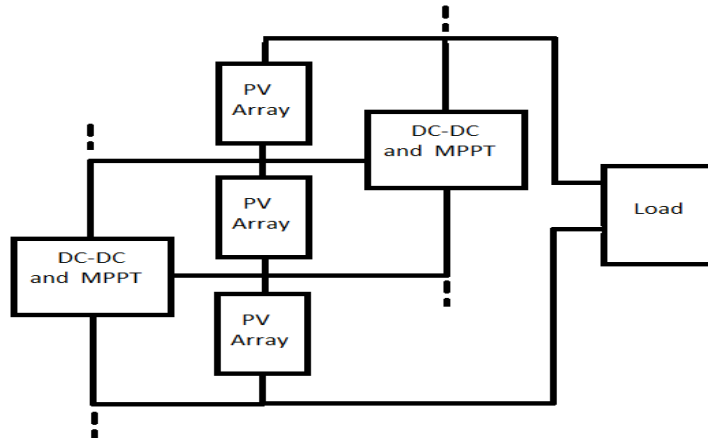 PV
Array
DC-DC
and MPPT
PV
Array
Load
DC-DC
and MPPT
PV
Array